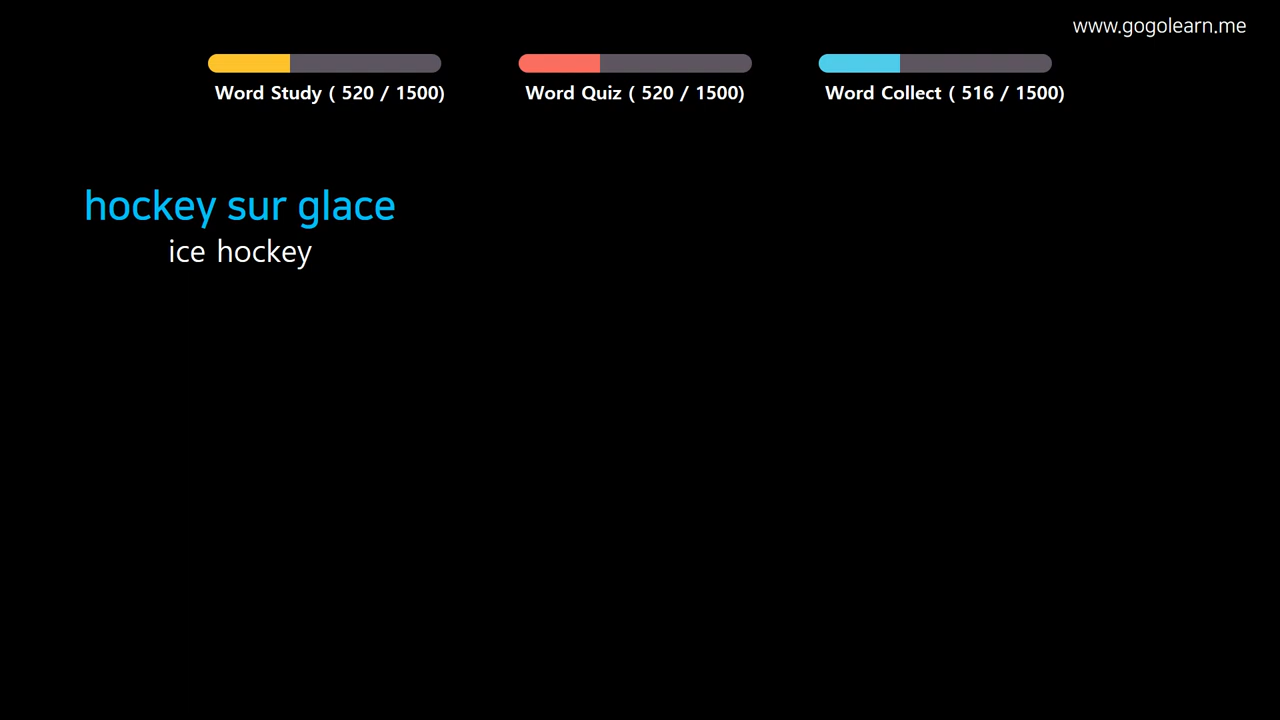 www.gogolearn.me
Word Study ( 520 / 1500)
Word Quiz ( 520 / 1500)
Word Collect ( 516 / 1500)
hockey sur glace
ice hockey